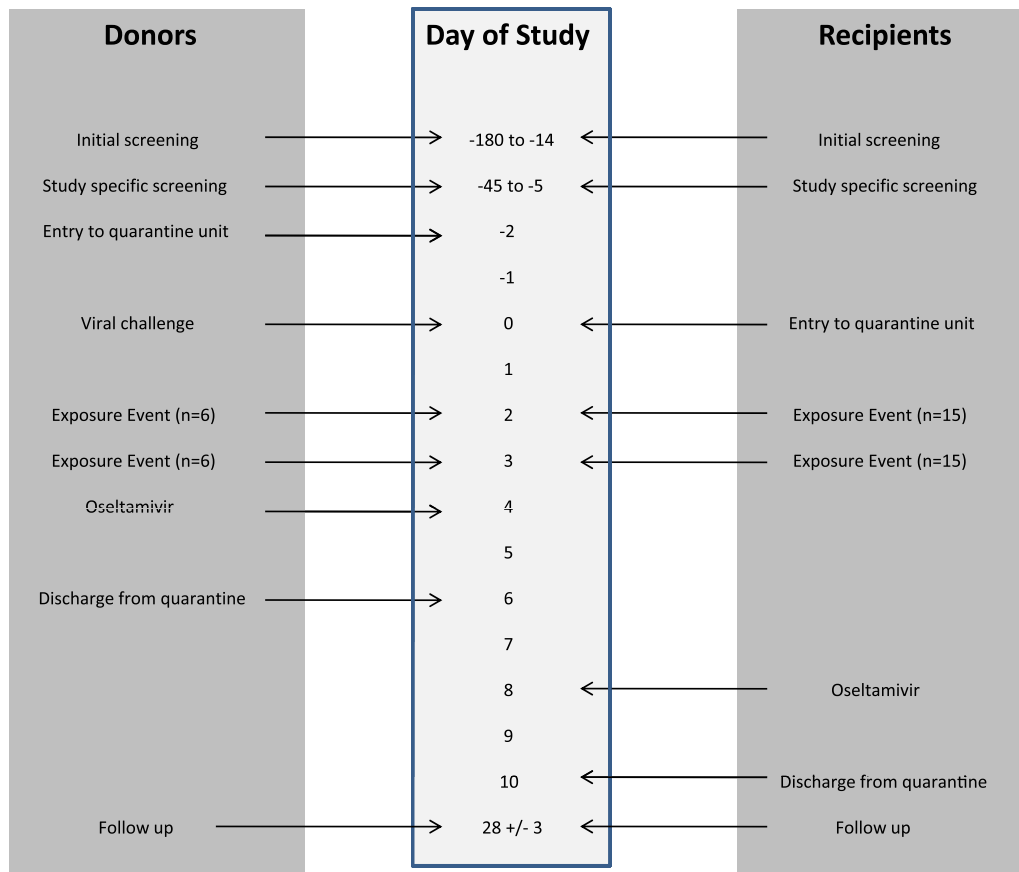 Donors Day of Study Recipients
Initial screening -180 to -14 Initial screening
Study specific screening -45 to -5 Study specific screening
Entry to quarantine unit -2
-1
Viral challenge 0 Entry to quarantine unit
1
Exposure Event (n=6) 2 Exposure Event (n=15)
Exposure Event (n=6) 3 Exposure Event (n=15)
Oseltamivir 4
5
Discharge from quarantine 6
7
8 Oseltamivir
9
10 Discharge from quarantine
Follow up 28 +/- 3 Follow up